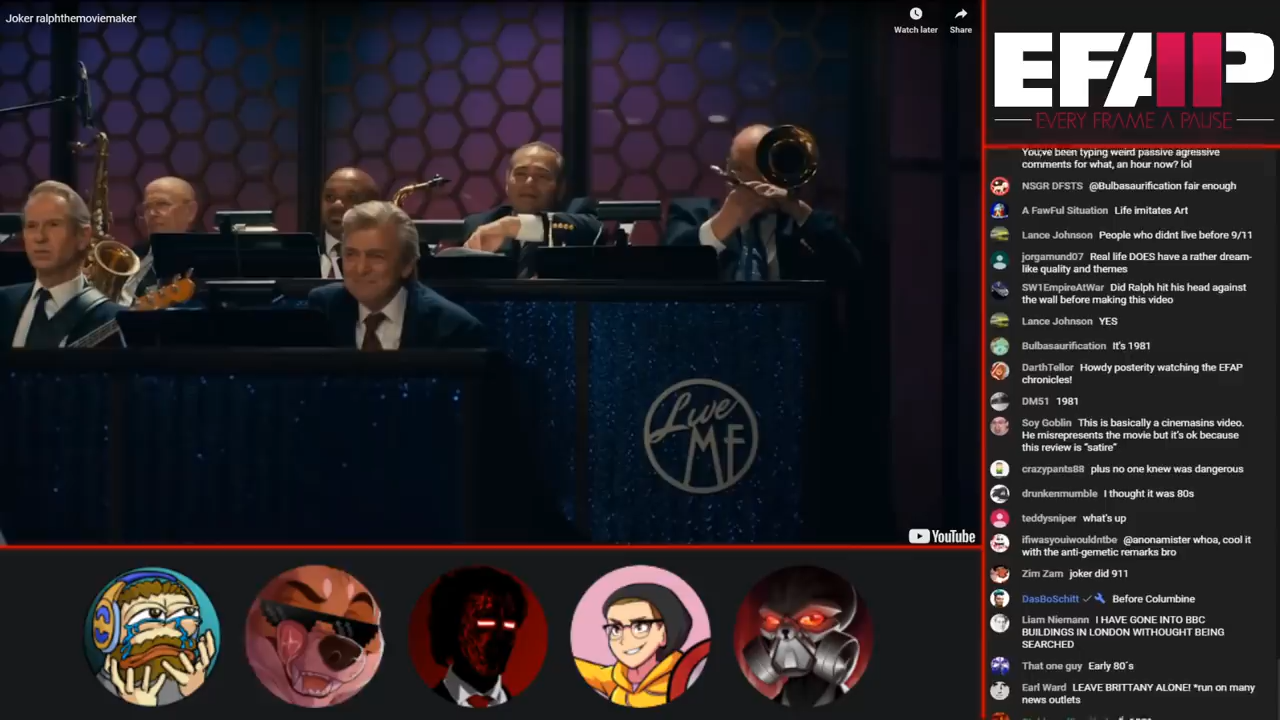 Joker ralphthemoviemaker
Watch later
Share
Live
MF
YouTube
EFAP
EVERY FRAME A PAUSE
You;ve been typing weird passive agressive
comments for what, an hour now? lol
NSGR DFSTS @Bulbasaurification fair enough
A FawFul Situation Life imitates Art
Lance Johnson People who didnt live before 9/11
jorgamund07 Real life DOES have a rather dream-
like quality and themes
SW1EmpireAtWar Did Ralph hit his head against
the wall before making this video
Lance Johnson YES
Bulbasaurification It's 1981
DarthTellor Howdy posterity watching the EFAP
chronicles!
DM51 1981
Soy Goblin This is basically a cinemasins video.
He misrepresents the movie but it's ok because
this review is "satire"
crazypants88 plus no one knew was dangerous
drunkenmumble I thought it was 80s
teddysniper what's up
ifiwasyouiwouldntbe @anonamister whoa, cool it
with the anti-gemetic remarks bro
Zim Zam joker did 911
DasBoSchitt Before Columbine
Liam Niemann I HAVE GONE INTO BBC
BUILDINGS IN LONDON WITHOUGHT BEING
SEARCHED
That one guy Early 80´s
Earl Ward LEAVE BRITTANY ALONE! *run on many
news outlets